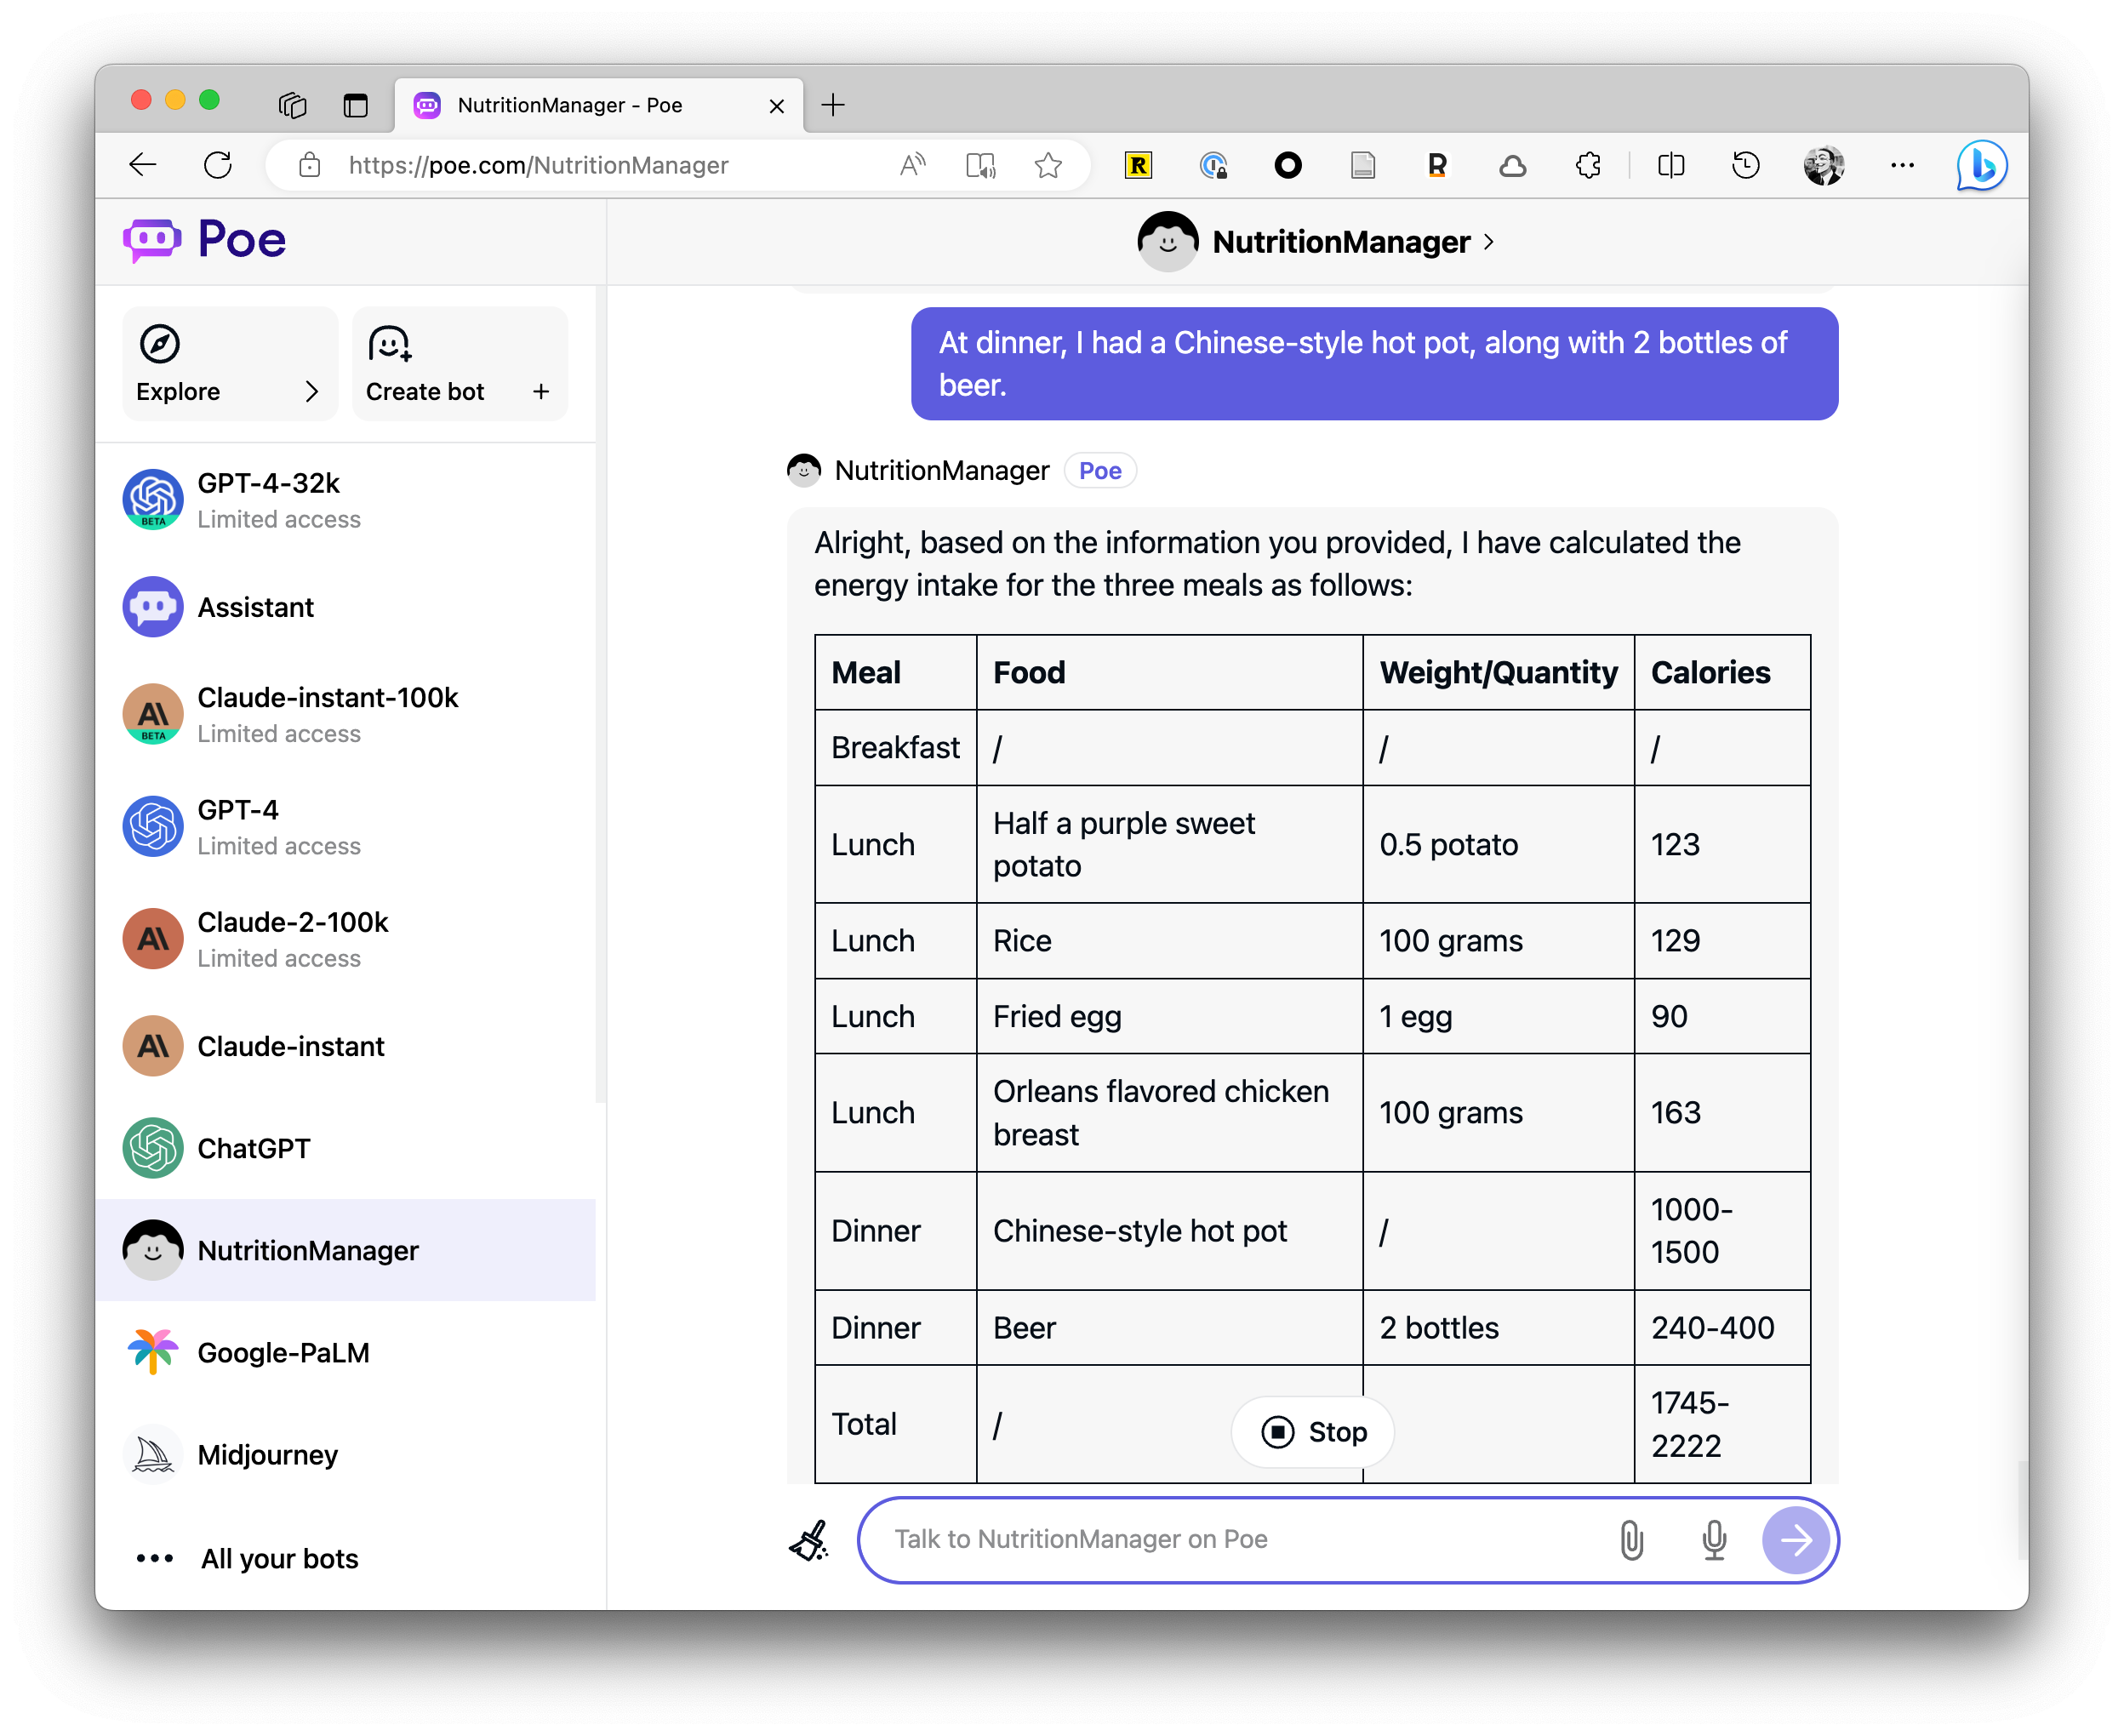 NutritionManager - Poe
https://poe.com/NutritionManager
Poe
NutritionManager
Explore
Create bot
GPT-4-32k
BETA
Limited access
Assistant
Claude-instant-100k
BETA
Limited access
GPT-4
Limited access
Claude-2-100k
Limited access
Claude-instant
ChatGPT
NutritionManager
Google-PaLM
Midjourney
All your bots
At dinner, I had a Chinese-style hot pot, along with 2 bottles of
beer.
NutritionManager Poe
Alright, based on the information you provided, I have calculated the
energy intake for the three meals as follows:
Meal Food Weight/Quantity Calories
Breakfast / / /
Lunch Half a purple sweet
potato 0.5 potato 123
Lunch Rice 100 grams 129
Lunch Fried egg 1 egg 90
Lunch Orleans flavored chicken
breast 100 grams 163
Dinner Chinese-style hot pot / 1000-
1500
Dinner Beer 2 bottles 240-400
Total / 1745-
2222
Stop
Talk to NutritionManager on Poe